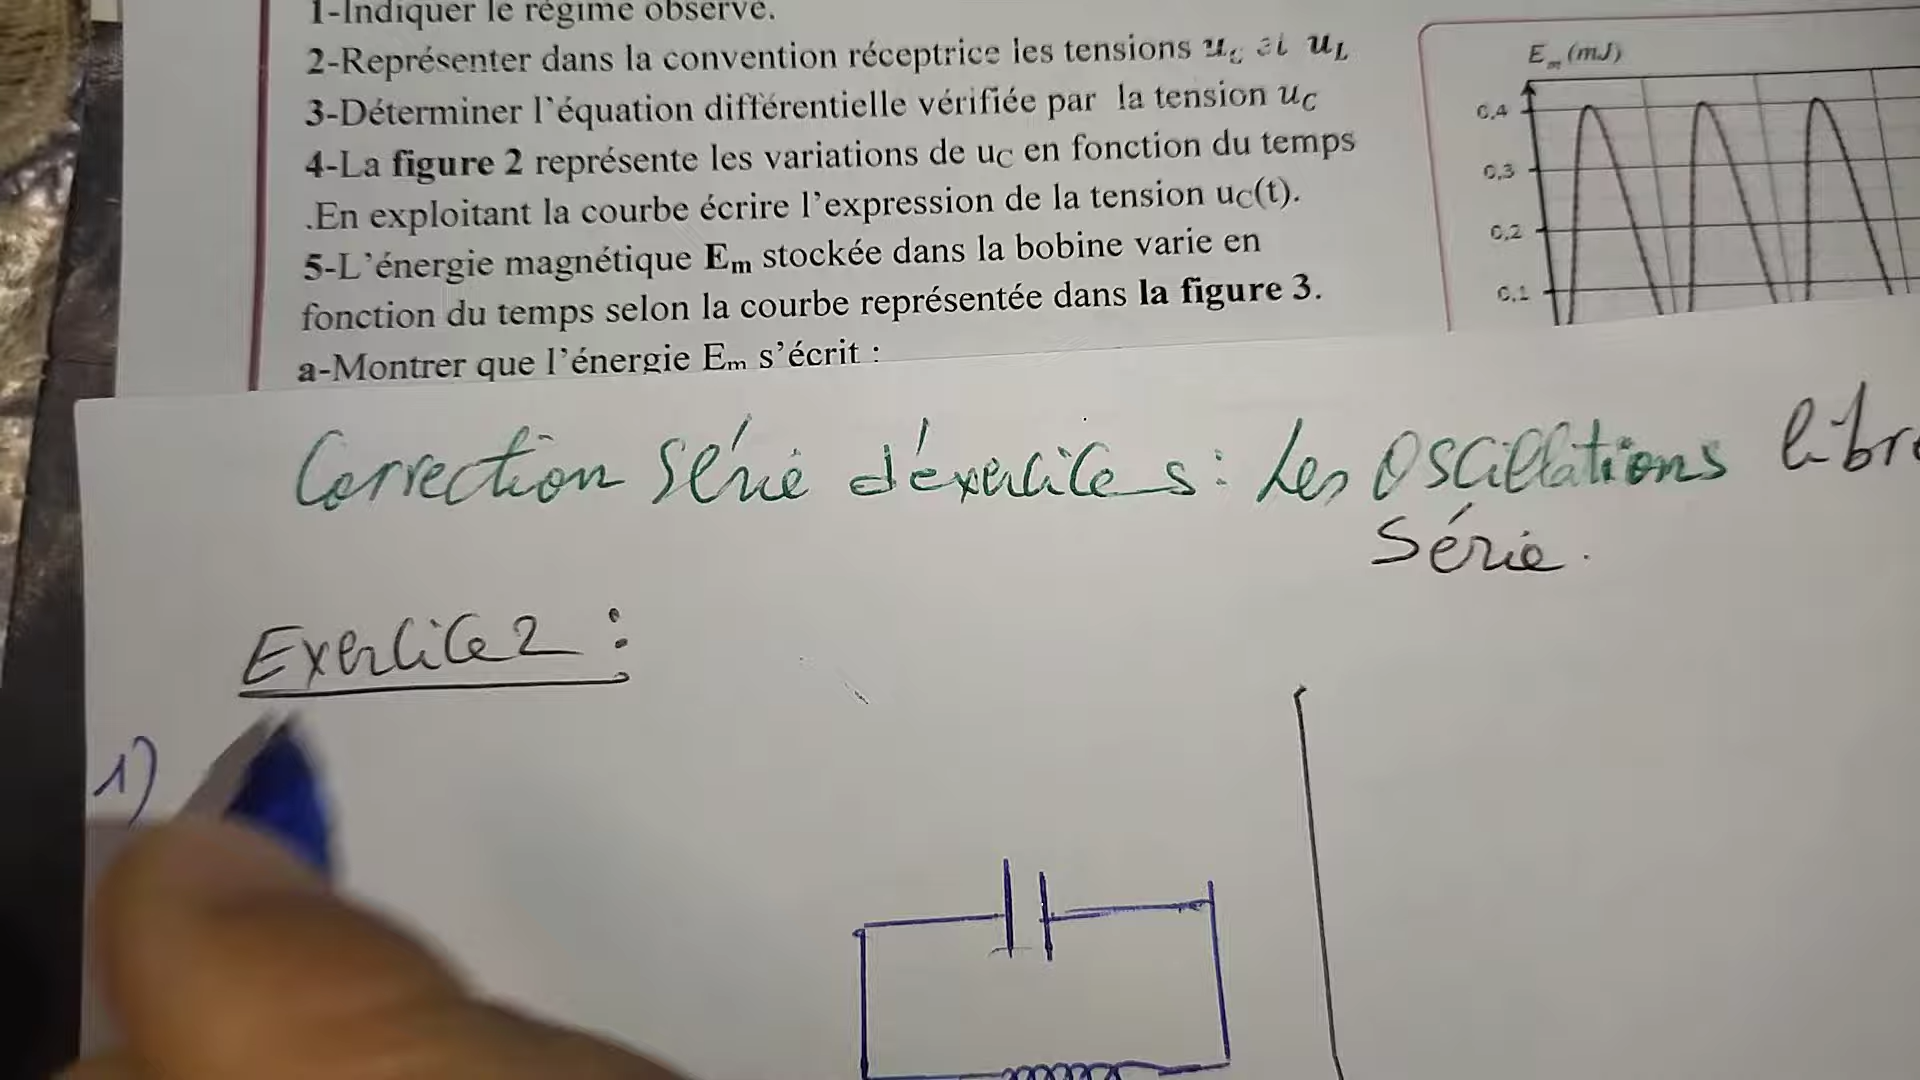 1-Indiquer le régime observé.
2-Représenter dans la convention réceptrice les tensions u_C et u_L
3-Déterminer l'équation différentielle vérifiée par la tension u_C
4-La figure 2 représente les variations de u_C en fonction du temps
.En exploitant la courbe écrire l'expression de la tension u_C(t).
5-L'énergie magnétique E_m stockée dans la bobine varie en
fonction du temps selon la courbe représentée dans la figure 3.
a-Montrer que l'énergie E_m s'écrit :
E_m (mJ)
0,4
0,3
0,2
0,1
Correction Série d'éxercices : Les Oscillations libre
Série.
Exercice 2 :
1)